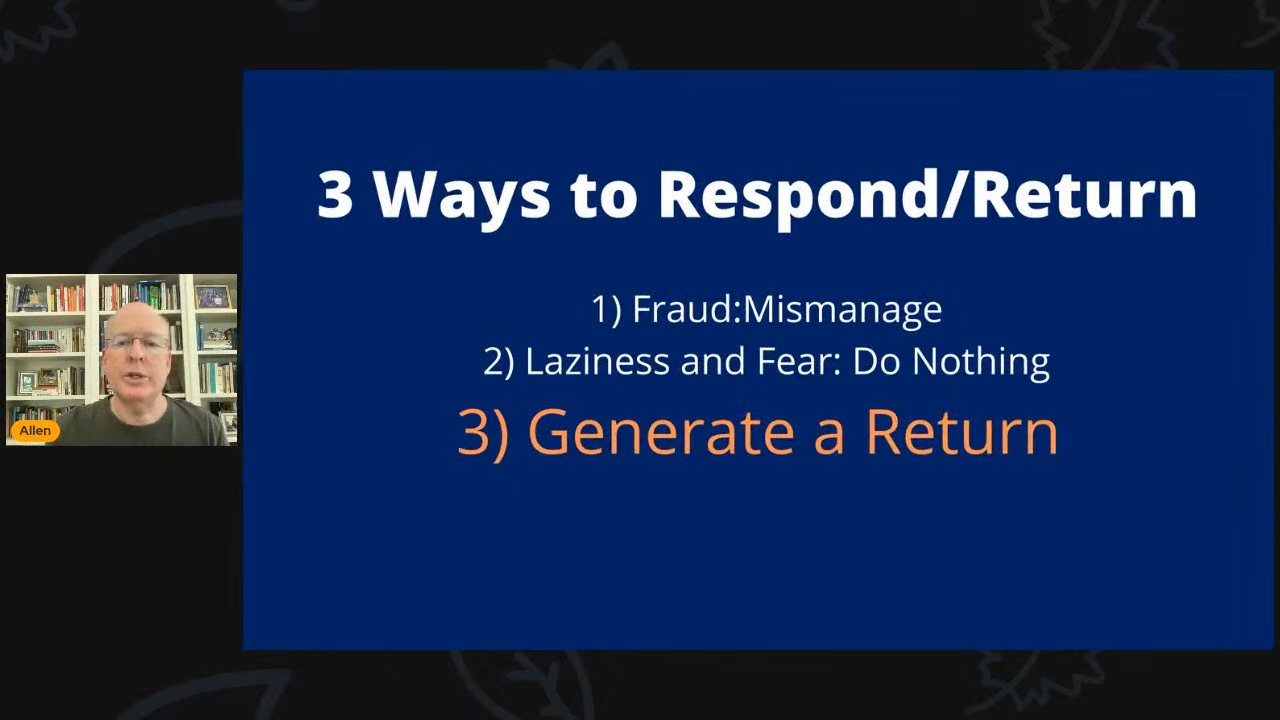 3 Ways to Respond/Return
1) Fraud:Mismanage
2) Laziness and Fear: Do Nothing
3) Generate a Return
Allen